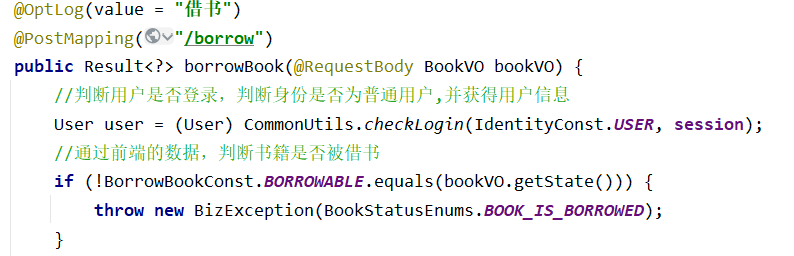 @OptLog(value = "借书")
@PostMapping("/borrow")
public Result<?> borrowBook(@RequestBody BookVO bookVO) {
//判断用户是否登录，判断身份是否为普通用户,并获得用户信息
User user = (User) CommonUtils.checkLogin(IdentityConst.USER, session);
//通过前端的数据，判断书籍是否被借书
if (!BorrowBookConst.BORROWABLE.equals(bookVO.getState())) {
throw new BizException(BookStatusEnums.BOOK_IS_BORROWED);
}